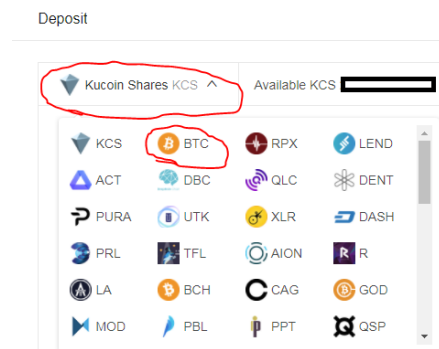 Deposit
Kucoin Shares KCS Available KCS
KCS BTC RPX LEND
ACT DBC QLC DENT
PURA UTK XLR DASH
PRL TFL AION R
LA BCH CAG GOD
MOD PBL PPT QSP